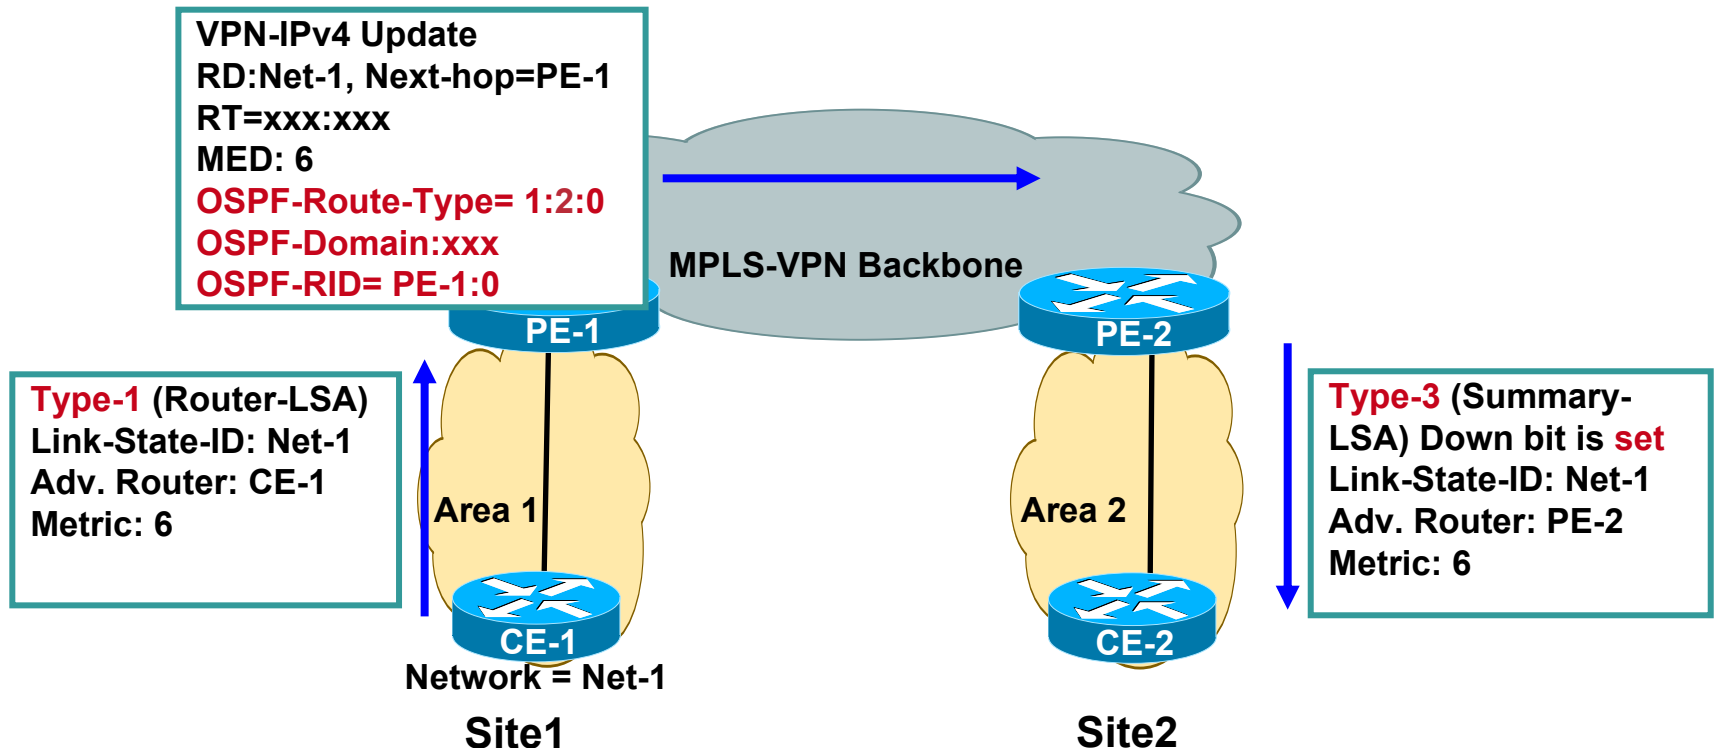 VPN-IPv4 Update
RD:Net-1, Next-hop=PE-1
RT=xxx:xxx
MED: 6
OSPF-Route-Type= 1:2:0
OSPF-Domain:xxx
OSPF-RID= PE-1:0
MPLS-VPN Backbone
PE-1
PE-2
Type-1 (Router-LSA)
Link-State-ID: Net-1
Adv. Router: CE-1
Metric: 6
Area 1
Area 2
Type-3 (Summary-
LSA) Down bit is set
Link-State-ID: Net-1
Adv. Router: PE-2
Metric: 6
CE-1
CE-2
Network = Net-1
Site1
Site2